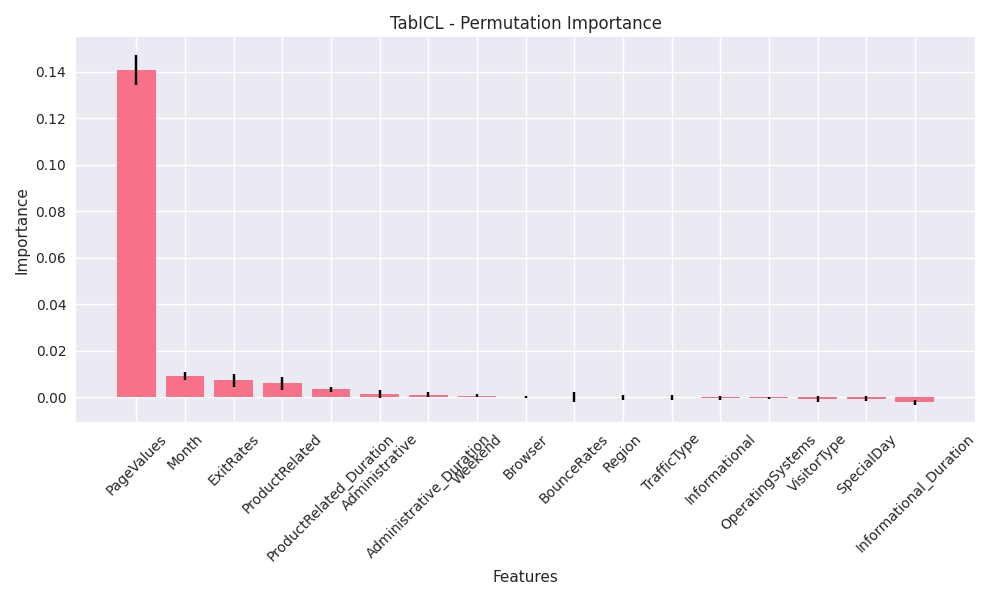 TabICL - Permutation Importance
0.14
0.12
0.10
0.08
0.06
0.04
0.02
0.00
Importance
PageValues
Month
ExitRates
ProductRelated
ProductRelated_Duration
Administrative
Administrative_Duration
Weekend
Browser
BounceRates
Region
TrafficType
Informational
OperatingSystems
VisitorType
SpecialDay
Informational_Duration
Features